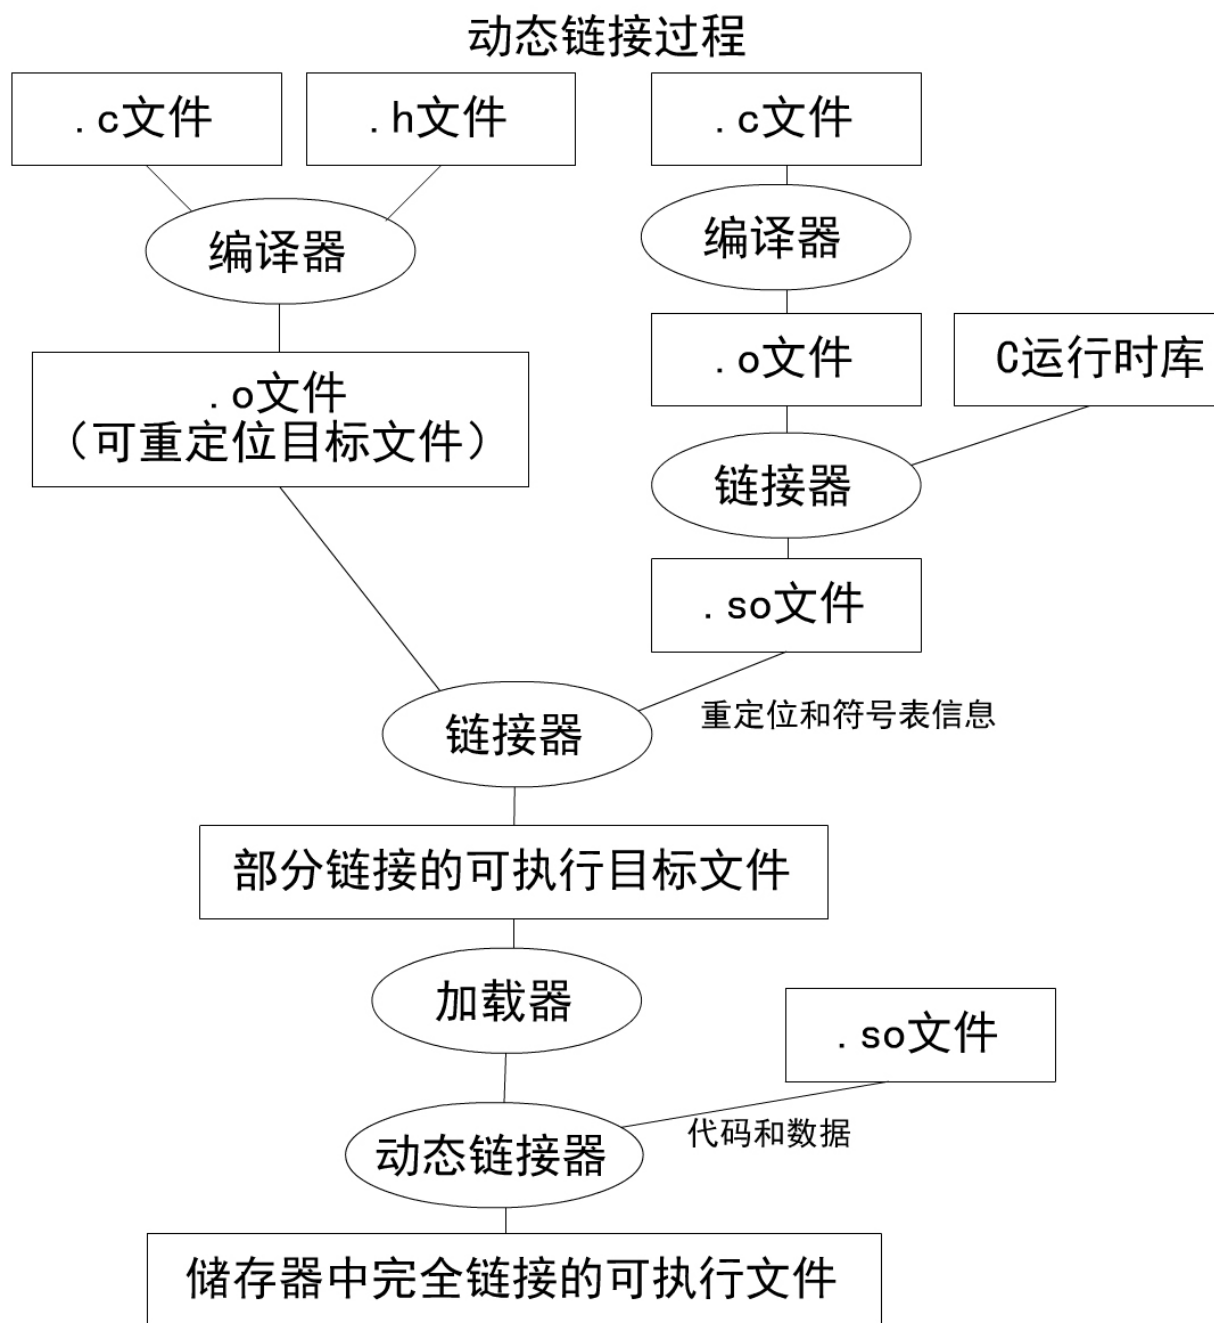 动态链接过程
.c文件
.h文件
.c文件
编译器
编译器
.o文件
（可重定位目标文件）
.o文件
C运行时库
链接器
.so文件
重定位和符号表信息
链接器
部分链接的可执行目标文件
加载器
.so文件
代码和数据
动态链接器
储存器中完全链接的可执行文件